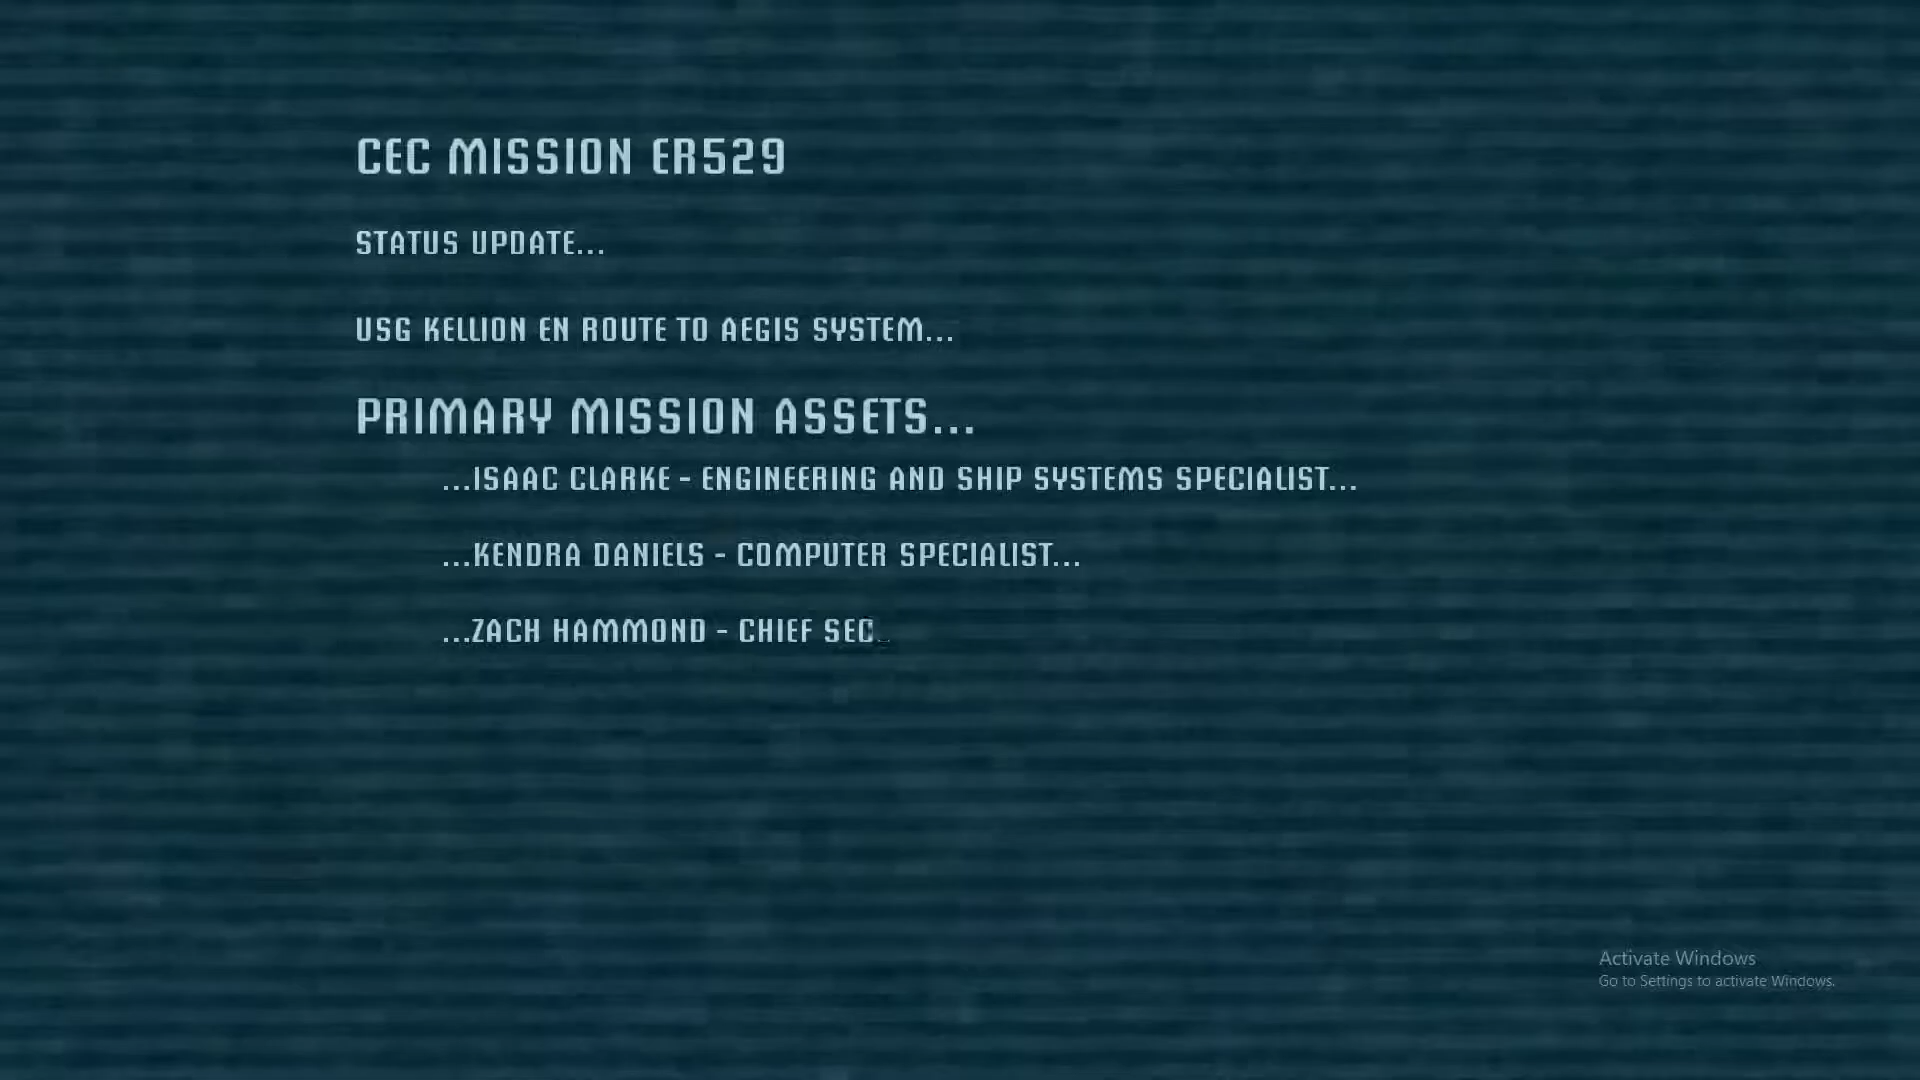 CEC MISSION ER529
STATUS UPDATE...
USG KELLION EN ROUTE TO AEGIS SYSTEM...
PRIMARY MISSION ASSETS...
...ISAAC CLARKE - ENGINEERING AND SHIP SYSTEMS SPECIALIST...
...KENDRA DANIELS - COMPUTER SPECIALIST...
...ZACH HAMMOND - CHIEF SEC
Activate Windows
Go to Settings to activate Windows.